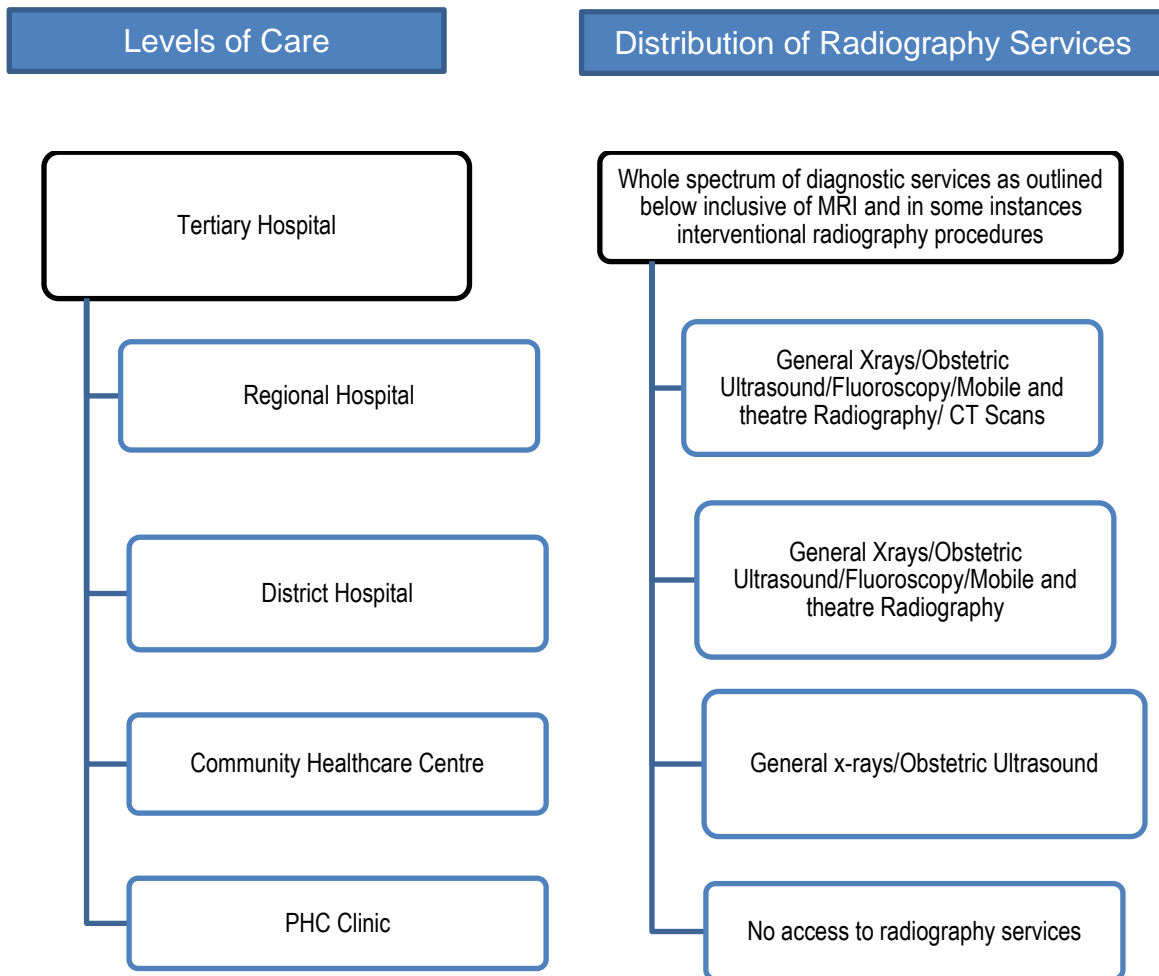 Levels of Care
Distribution of Radiography Services
Tertiary Hospital
Whole spectrum of diagnostic services as outlined
below inclusive of MRI and in some instances
interventional radiography procedures
Regional Hospital
General Xrays/Obstetric
Ultrasound/Fluoroscopy/Mobile and
theatre Radiography/ CT Scans
District Hospital
General Xrays/Obstetric
Ultrasound/Fluoroscopy/Mobile and
theatre Radiography
Community Healthcare Centre
General x-rays/Obstetric Ultrasound
PHC Clinic
No access to radiography services